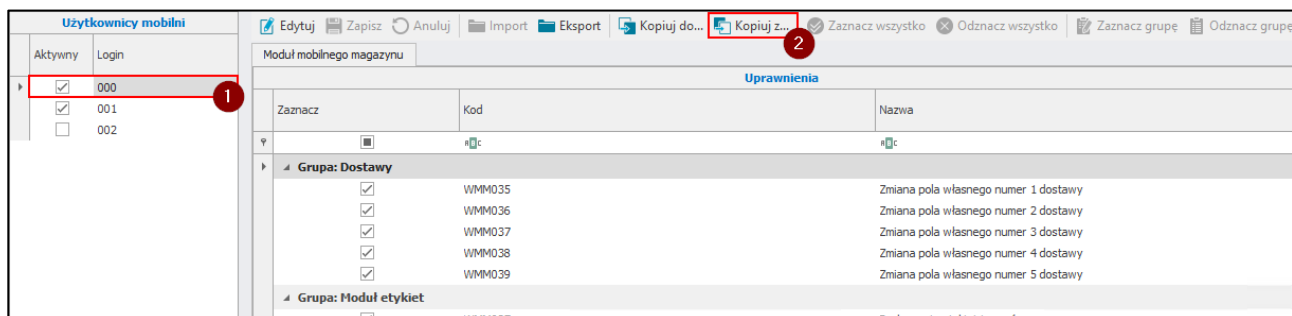 Użytkownicy mobilni
Edytuj Zapisz Anuluj Import Eksport Kopiuj do... Kopiuj z... Zaznacz wszystko Odznacz wszystko Zaznacz grupę Odznacz grupę
2
Aktywny Login
Moduł mobilnego magazynu
Uprawnienia
000
1
001
002
Zaznacz Kod Nazwa
ABC ABC
Grupa: Dostawy
WMM035 Zmiana pola własnego numer 1 dostawy
WMM036 Zmiana pola własnego numer 2 dostawy
WMM037 Zmiana pola własnego numer 3 dostawy
WMM038 Zmiana pola własnego numer 4 dostawy
WMM039 Zmiana pola własnego numer 5 dostawy
Grupa: Moduł etykiet